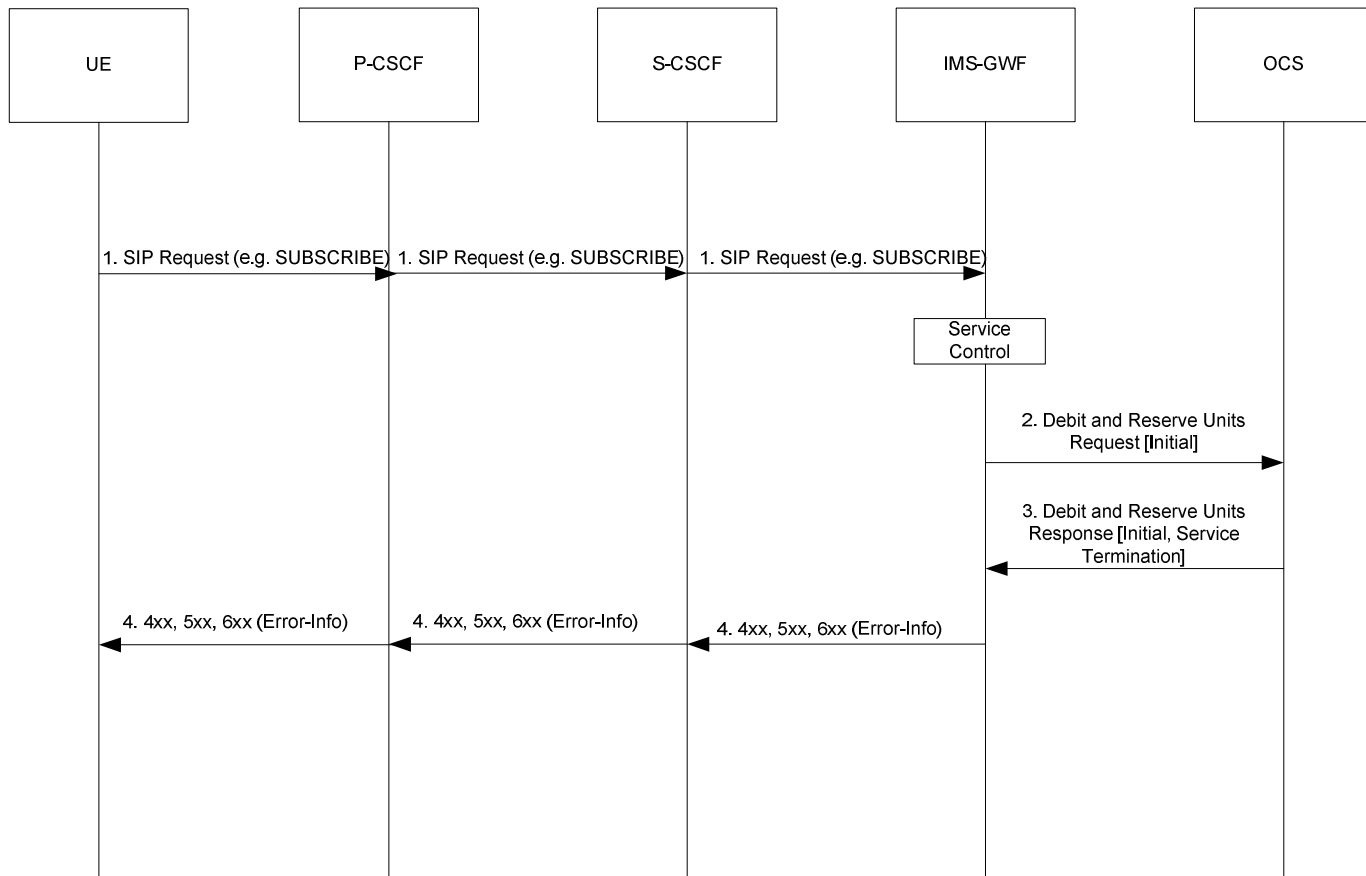 UE
P-CSCF
S-CSCF
IMS-GWF
OCS
1. SIP Request (e.g. SUBSCRIBE)
1. SIP Request (e.g. SUBSCRIBE)
1. SIP Request (e.g. SUBSCRIBE)
Service
Control
2. Debit and Reserve Units
Request [Initial]
3. Debit and Reserve Units
Response [Initial, Service
Termination]
4. 4xx, 5xx, 6xx (Error-Info)
4. 4xx, 5xx, 6xx (Error-Info)
4. 4xx, 5xx, 6xx (Error-Info)